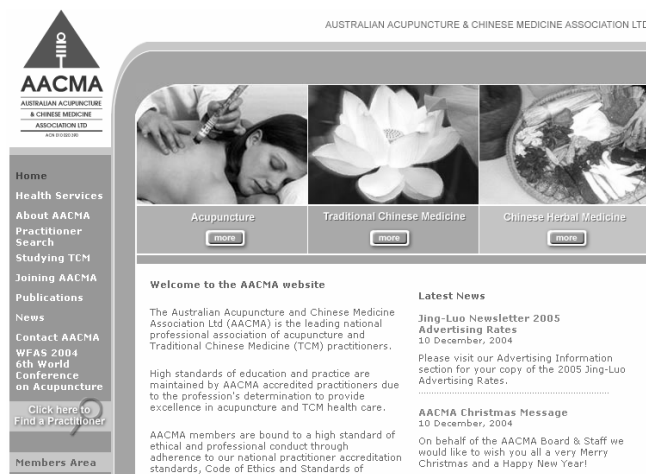 AUSTRALIAN ACUPUNCTURE & CHINESE MEDICINE ASSOCIATION LTD
AACMA
AUSTRALIAN ACUPUNCTURE
& CHINESE MEDICINE
ASSOCIATION LTD
Home
Health Services
About AACMA
Practitioner
Search
Studying TCM
Joining AACMA
Publications
News
Contact AACMA
WFAS 2004
6th World
Conference
on Acupuncture
Click here to
Find a Practitioner
Members Area
Acupuncture
more
Traditional Chinese Medicine
more
Chinese Herbal Medicine
more
Welcome to the AACMA website
The Australian Acupuncture and Chinese Medicine
Association Ltd (AACMA) is the leading national
professional association of acupuncture and
Traditional Chinese Medicine (TCM) practitioners.
High standards of education and practice are
maintained by AACMA accredited practitioners due
to the profession's determination to provide
excellence in acupuncture and TCM health care.
AACMA members are bound to a high standard of
ethical and professional conduct through
adherence to our national practitioner accreditation
standards, Code of Ethics and Standards of
Latest News
Jing-Luo Newsletter 2005
Advertising Rates
10 December, 2004
Please visit our Advertising Information
section for your copy of the 2005 Jing-Luo
Advertising Rates.
AACMA Christmas Message
10 December, 2004
On behalf of the AACMA Board & Staff we
would like to wish you all a very Merry
Christmas and a Happy New Year!